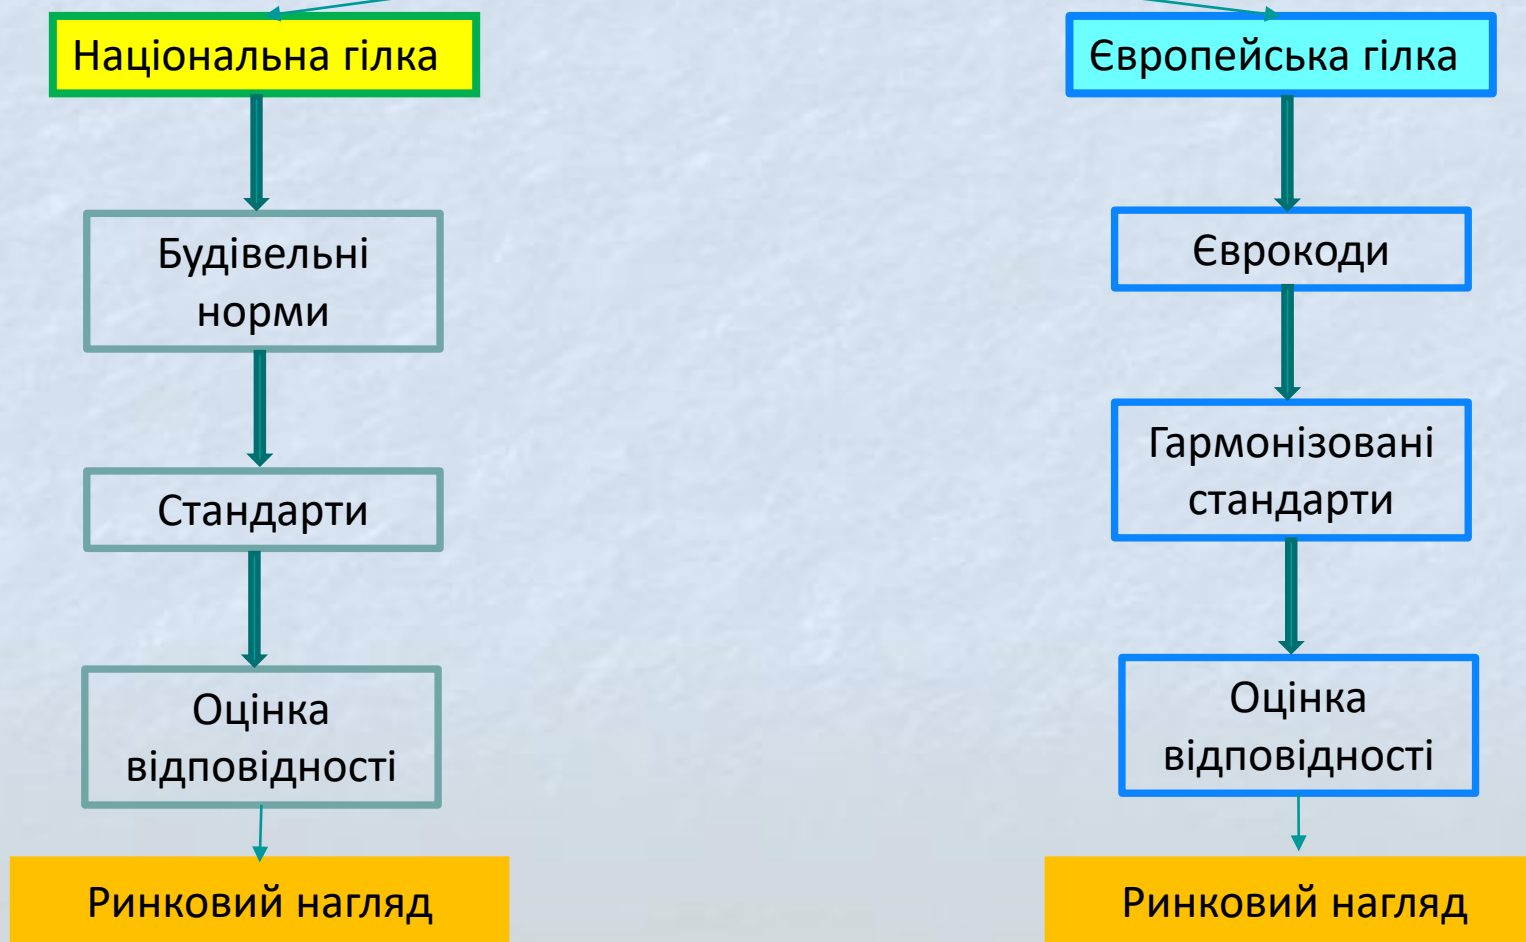 Національна гілка
Європейська гілка
Будівельні
норми
Єврокоди
Гармонізовані
стандарти
Стандарти
Оцінка
відповідності
Оцінка
відповідності
Ринковий нагляд
Ринковий нагляд